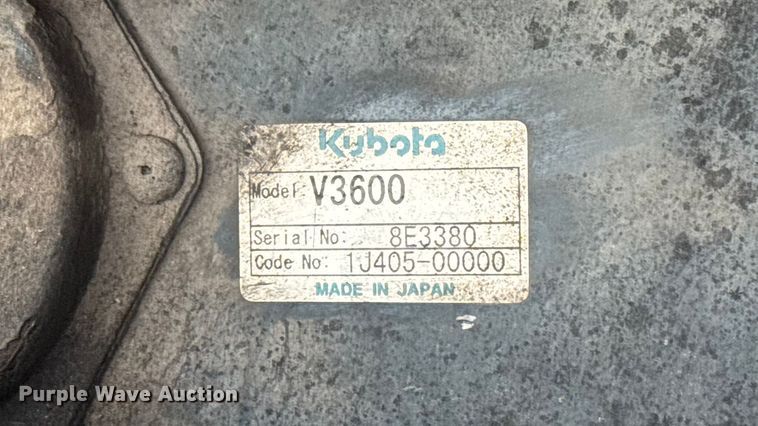 Kubota
Model: V3600
Serial No: 8E3380
Code No: 1J405-00000
MADE IN JAPAN
Purple Wave Auction